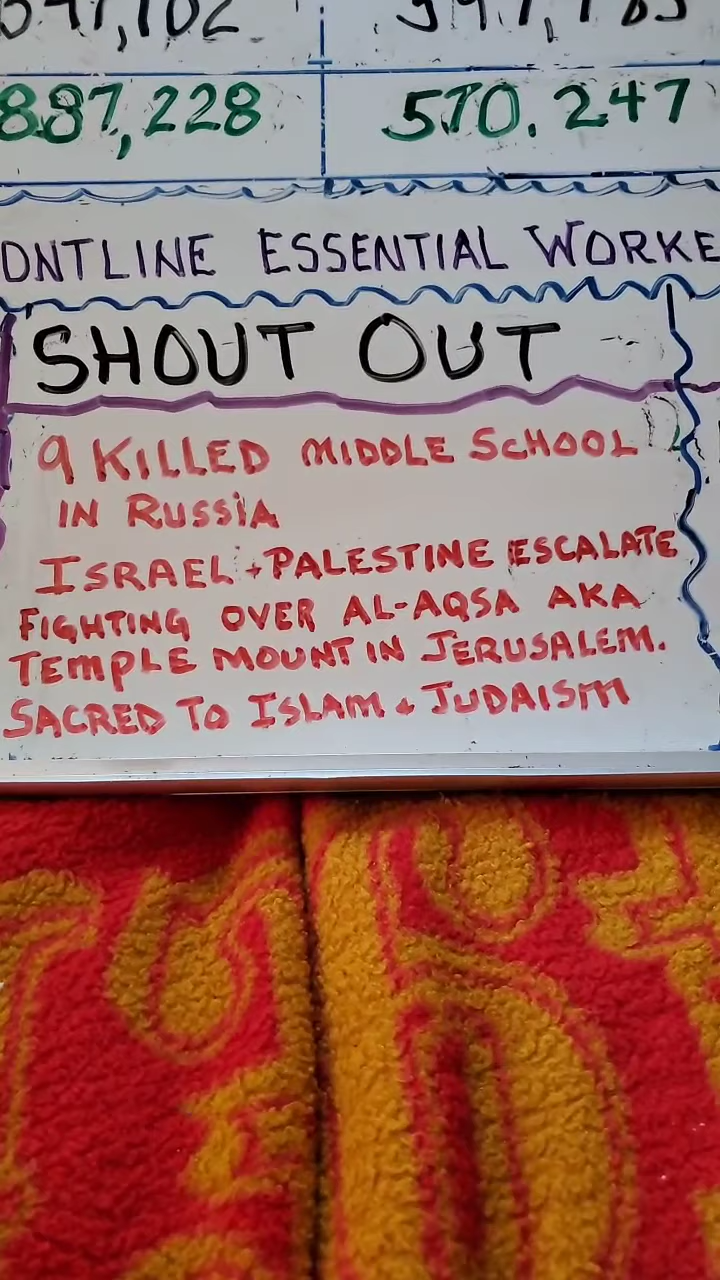 887,228 570.247
ONTLINE ESSENTIAL WORKE
SHOUT OUT
9 KILLED MIDDLE SCHOOL
IN RUSSIA
ISRAEL + PALESTINE ESCALATE
FIGHTING OVER AL-AQSA AKA
TEMPLE MOUNT IN JERUSALEM.
SACRED TO ISLAM & JUDAISM